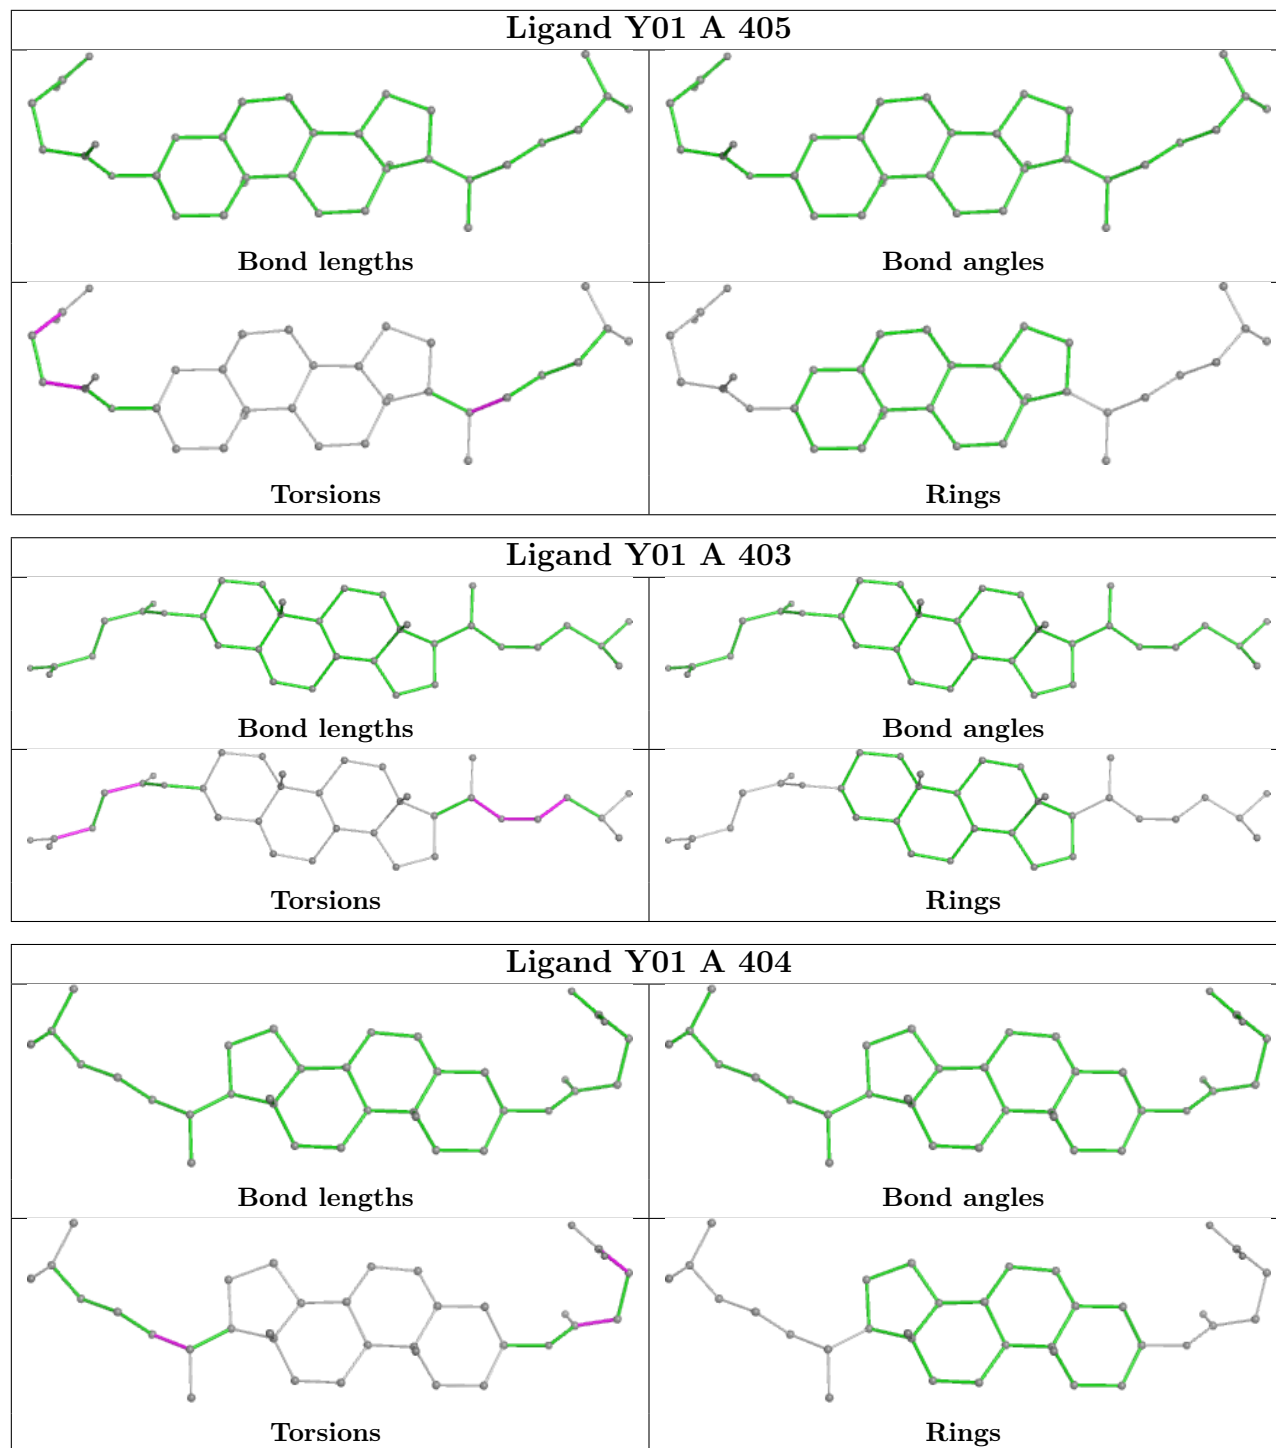 Ligand Y01 A 405
Bond lengths
Bond angles
Torsions
Rings
Ligand Y01 A 403
Bond lengths
Bond angles
Torsions
Rings
Ligand Y01 A 404
Bond lengths
Bond angles
Torsions
Rings